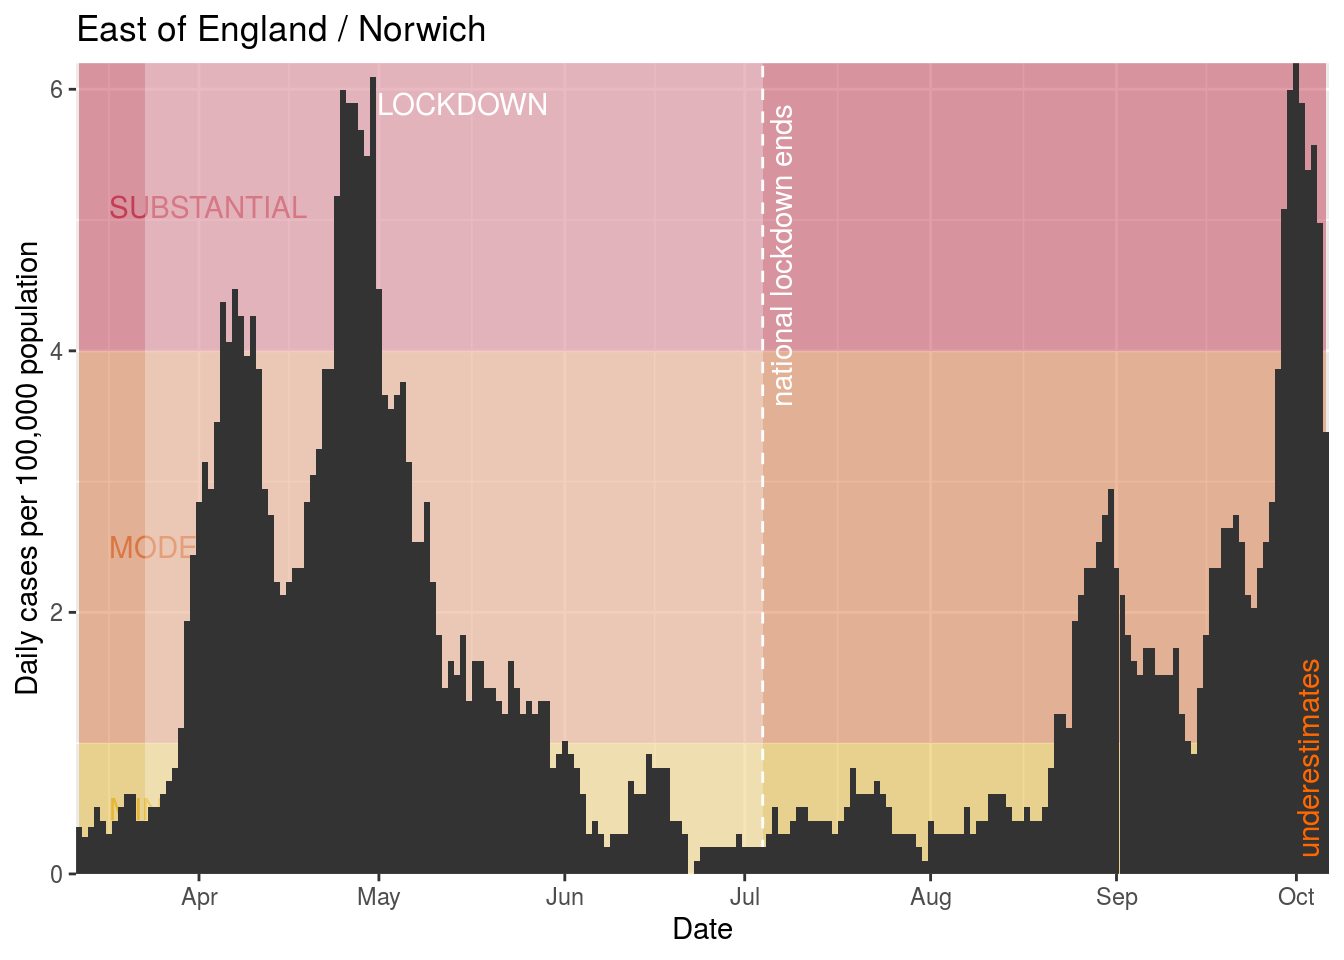 East of England / Norwich
6
LOCKDOWN
SUBSTANTIAL
national lockdown ends
4
Daily cases per 100,000 population
MODE
2
underestimates
0
Apr
May
Jun
Jul
Aug
Sep
Oct
Date